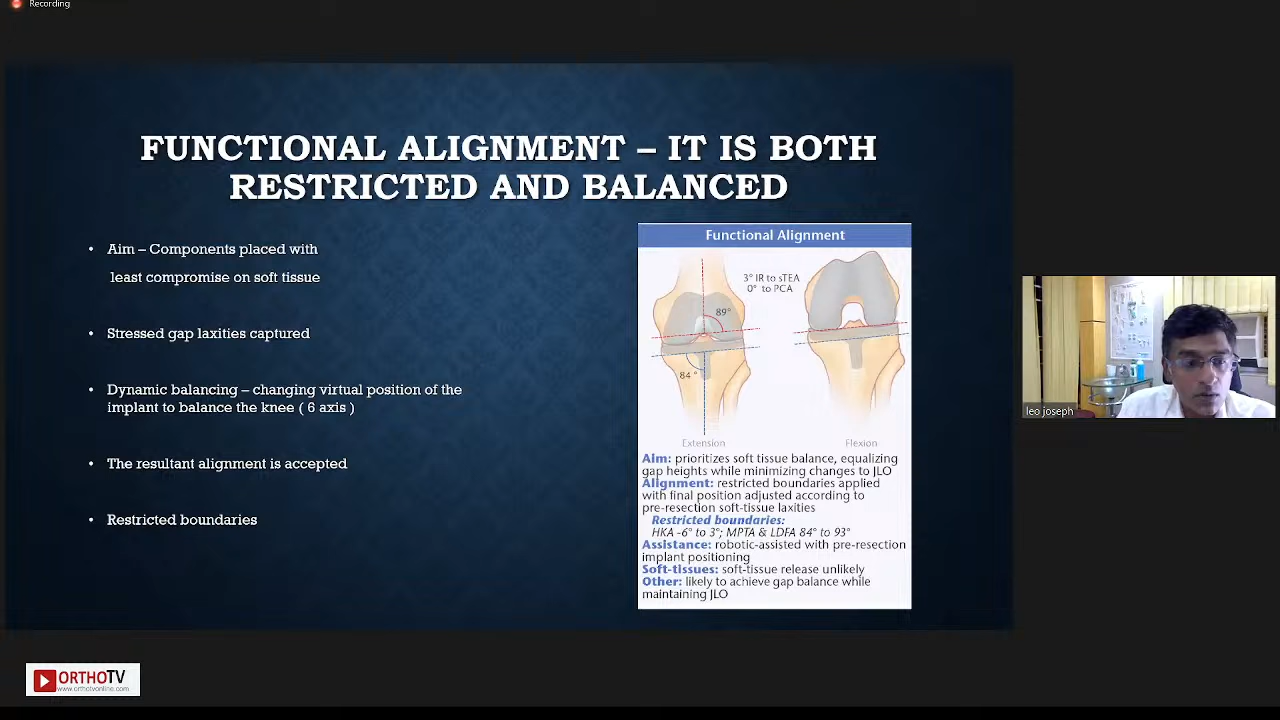 Recording
FUNCTIONAL ALIGNMENT – IT IS BOTH
RESTRICTED AND BALANCED
• Aim – Components placed with
least compromise on soft tissue
• Stressed gap laxities captured
• Dynamic balancing – changing virtual position of the
implant to balance the knee ( 6 axis )
• The resultant alignment is accepted
• Restricted boundaries
Functional Alignment
3° IR to sTEA
0° to PCA
89°
84°
Extension
Flexion
Aim: prioritizes soft tissue balance, equalizing
gap heights while minimizing changes to JLO
Alignment: restricted boundaries applied
with final position adjusted according to
pre-resection soft-tissue laxities
Restricted boundaries:
HKA -6° to 3°; MPTA & LDFA 84° to 93°
Assistance: robotic-assisted with pre-resection
implant positioning
Soft-tissues: soft-tissue release unlikely
Other: likely to achieve gap balance while
maintaining JLO
leo joseph
ORTHOTV
www.orthotvonline.com